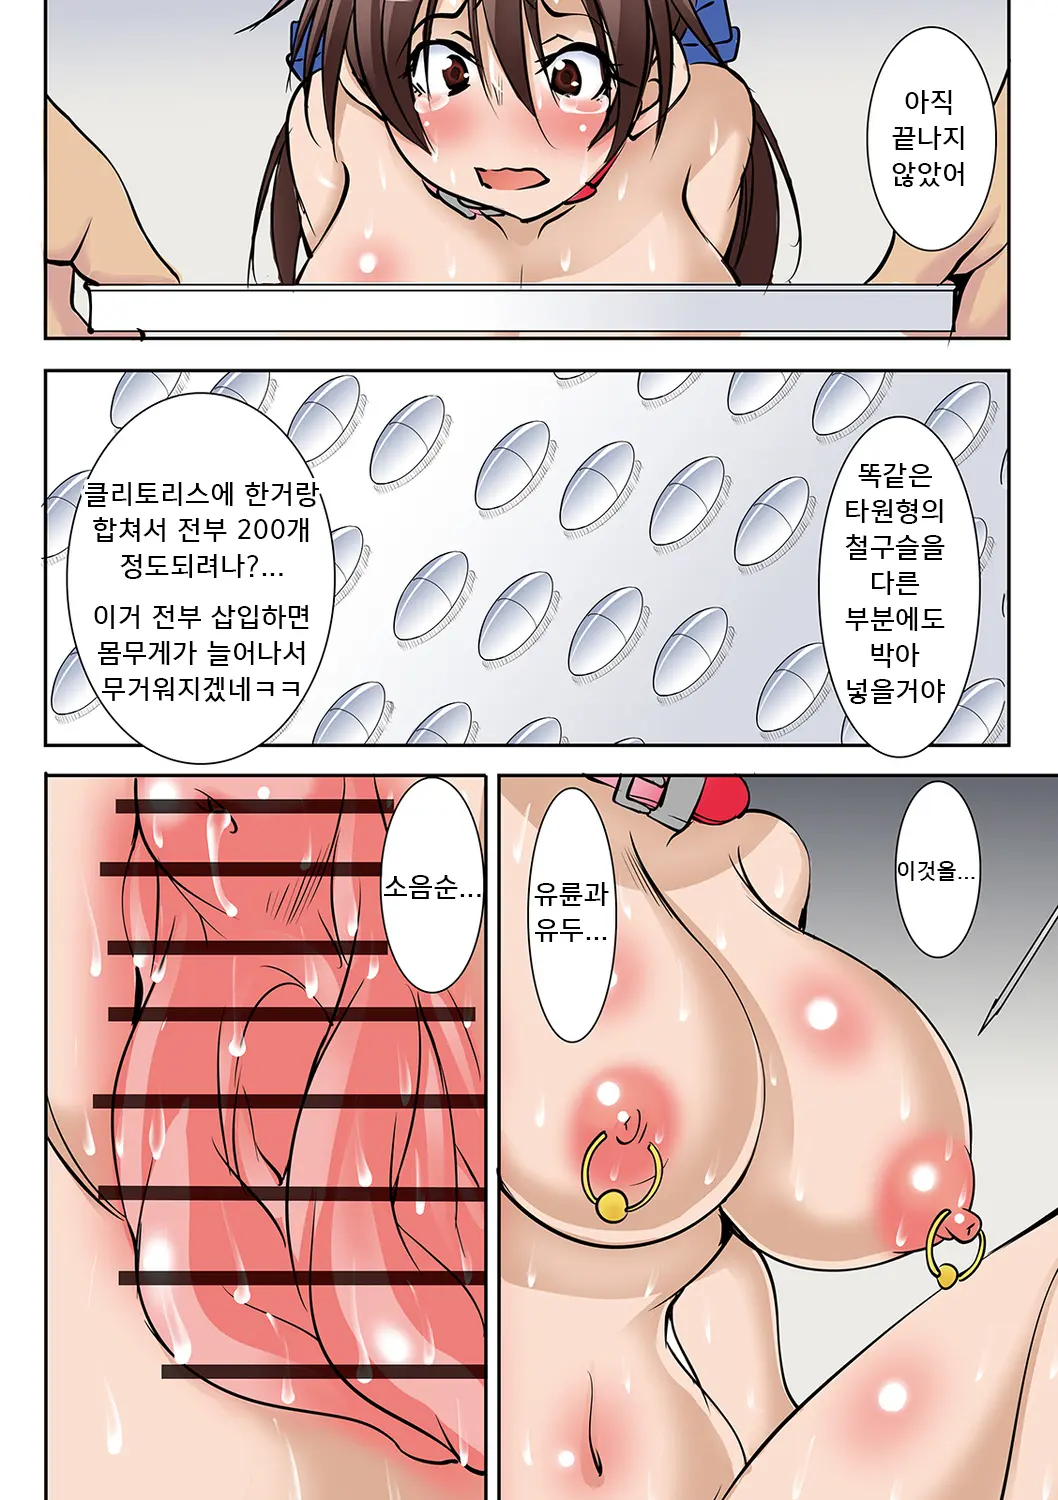 아직
끝나지
않았어
똑같은
타원형의
철구슬을
다른
부분에도
박아
넣을거야
클리토리스에 한거랑
합쳐서 전부 200개
정도되려나?...
이거 전부 삽입하면
몸무게가 늘어나서
무거워지겠네ㅋㅋ
이것을...
유륜과
유두...
소음순...